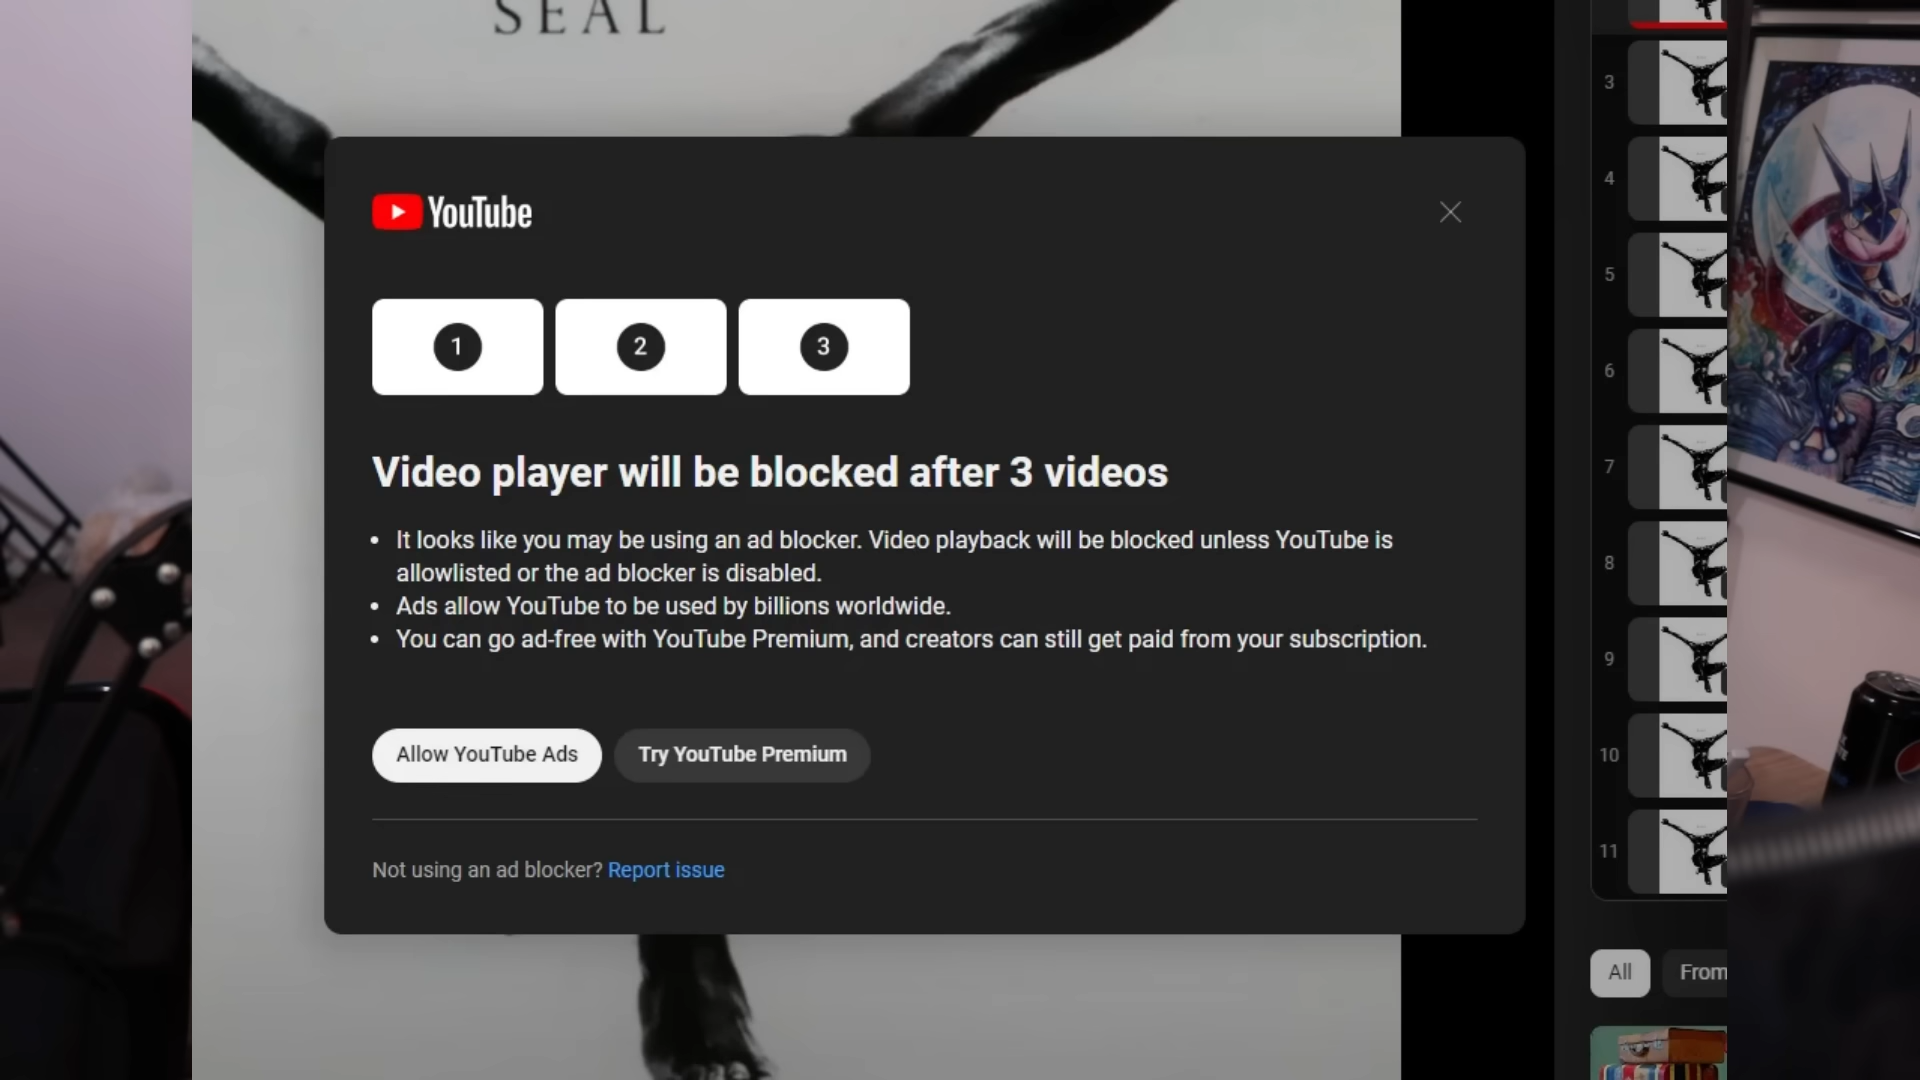 SEAL
YouTube
1 2 3
Video player will be blocked after 3 videos
It looks like you may be using an ad blocker. Video playback will be blocked unless YouTube is
allowlisted or the ad blocker is disabled.
Ads allow YouTube to be used by billions worldwide.
You can go ad-free with YouTube Premium, and creators can still get paid from your subscription.
Allow YouTube Ads Try YouTube Premium
Not using an ad blocker? Report issue
3
4
5
6
7
8
9
10
11
All From